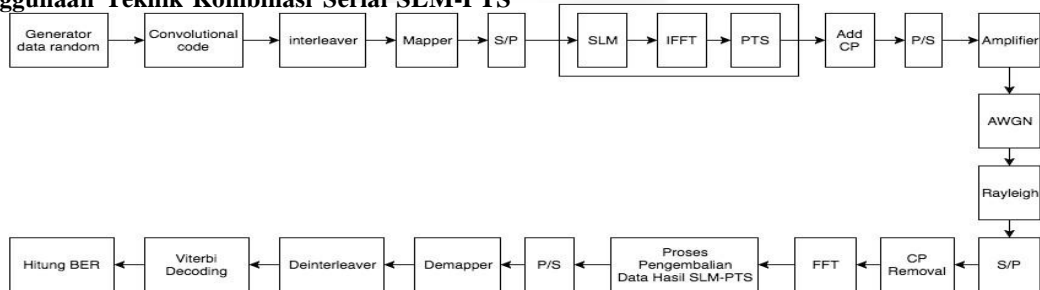 Teknik Kombinasi Serial SLM-PTS
Generator
data random
Convolutional
code
interleaver
Mapper
S/P
SLM
IFFT
PTS
Add
CP
P/S
Amplifier
AWGN
Rayleigh
S/P
CP
Removal
FFT
Proses
Pengembalian
Data Hasil SLM-PTS
P/S
Demapper
Deinterleaver
Viterbi
Decoding
Hitung BER